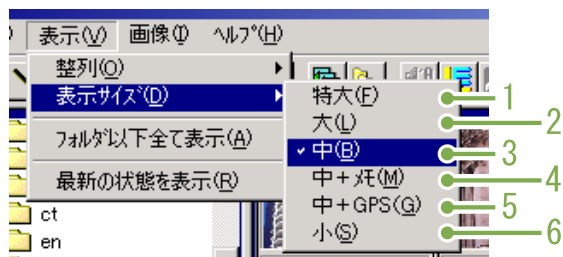 表示(V) 画像(I) ﾍﾙﾌﾟ(H)
整列(O)
表示ｻｲｽﾞ(D)
ﾌｫﾙﾀﾞ以下全て表示(A)
最新の状態を表示(R)
特大(F) 1
大(L) 2
中(B) 3
中+ﾒﾓ(M) 4
中+GPS(G) 5
小(S) 6
ct
en